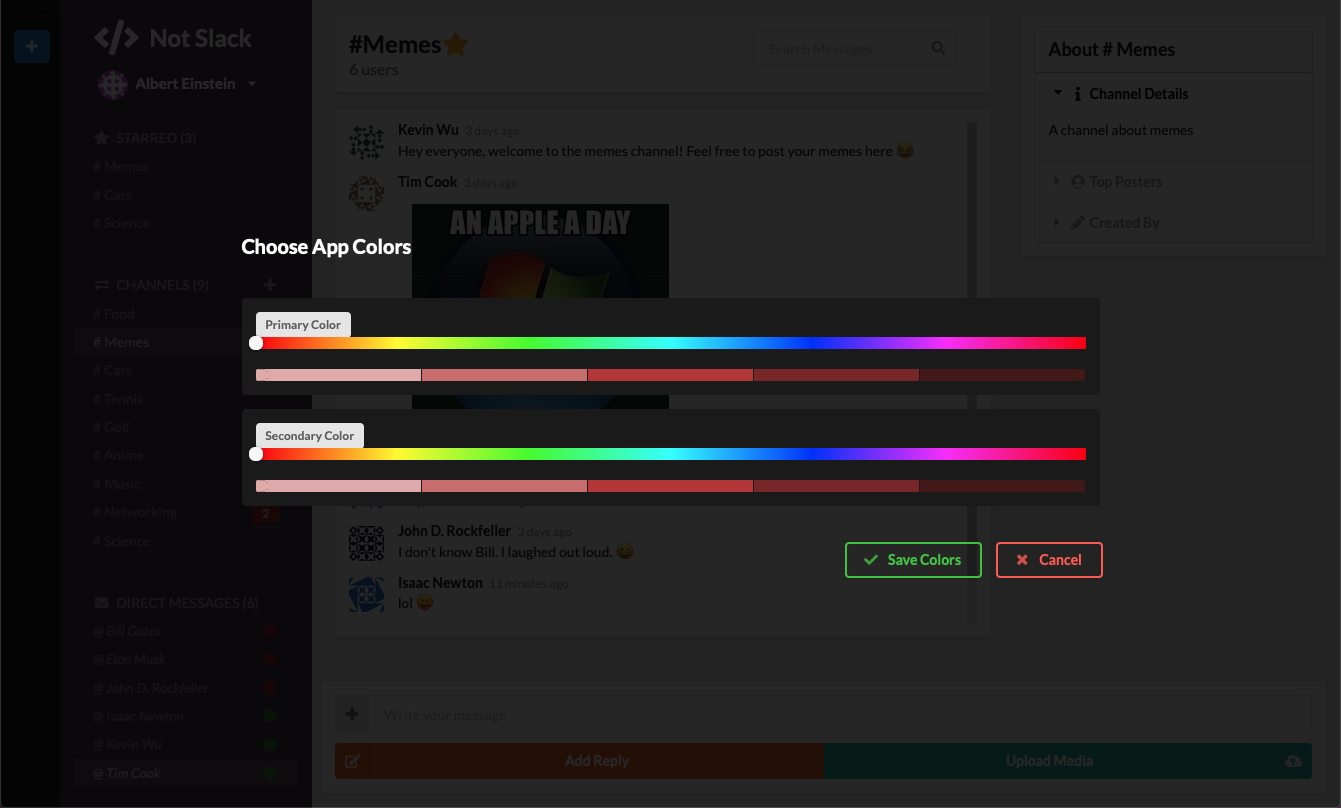 </> Not Slack
Albert Einstein
STARRED (3)
# Memes
# Cars
# Science
CHANNELS (9)
# Food
# Memes
# Cars
# Tennis
# Golf
# Anime
# Music
# Networking 2
# Science
DIRECT MESSAGES (6)
@ Bill Gates
@ Elon Musk
@ John D. Rockfeller
@ Isaac Newton
@ Kevin Wu
@ Tim Cook
#Memes
6 users
Search Messages
Kevin Wu 3 days ago
Hey everyone, welcome to the memes channel! Feel free to post your memes here 😂
Tim Cook 3 days ago
AN APPLE A DAY
Choose App Colors
Primary Color
Secondary Color
John D. Rockfeller 3 days ago
I don't know Bill. I laughed out loud. 😄
Isaac Newton 11 minutes ago
lol 😝
Save Colors
Cancel
Write your message
Add Reply
Upload Media
About # Memes
Channel Details
A channel about memes
Top Posters
Created By